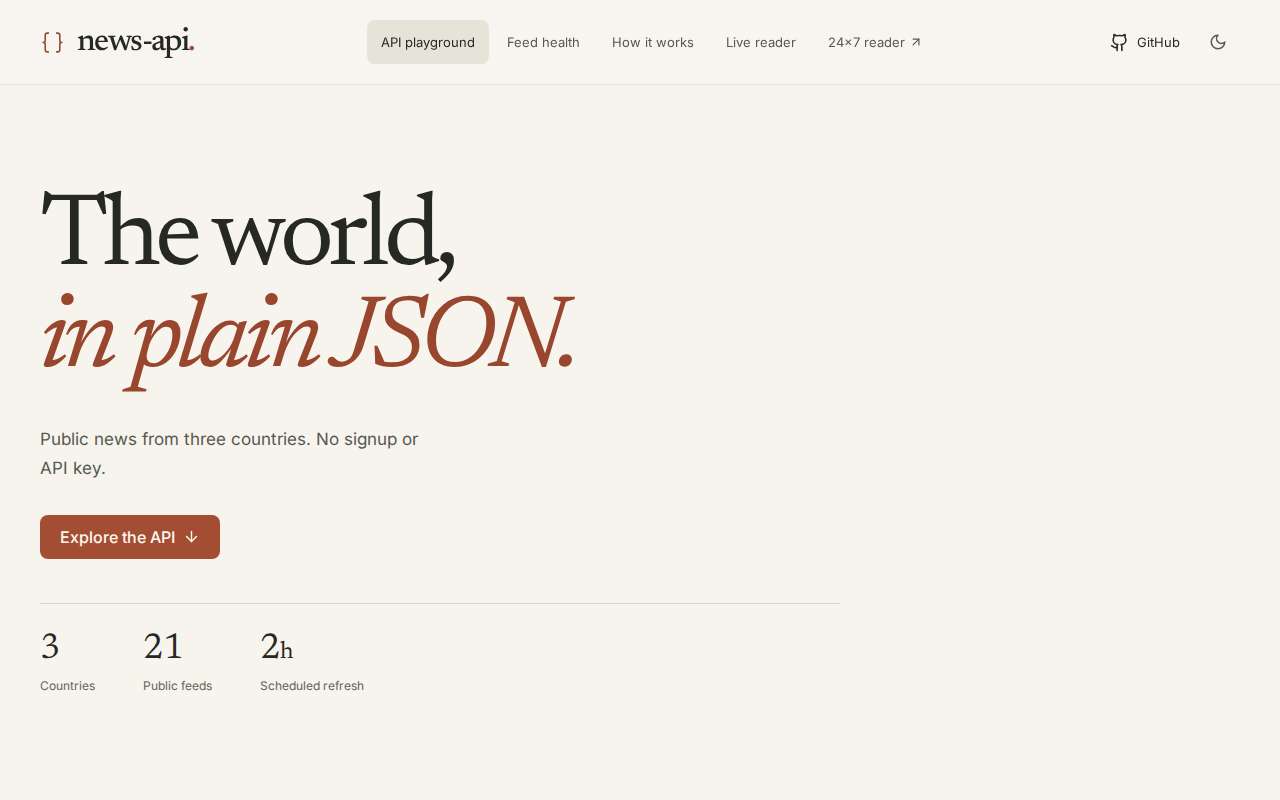 { } news-api.
API playground
Feed health
How it works
Live reader
24×7 reader ↗
GitHub
The world,
in plain JSON.
Public news from three countries. No signup or
API key.
Explore the API ↓
3
Countries
21
Public feeds
2h
Scheduled refresh